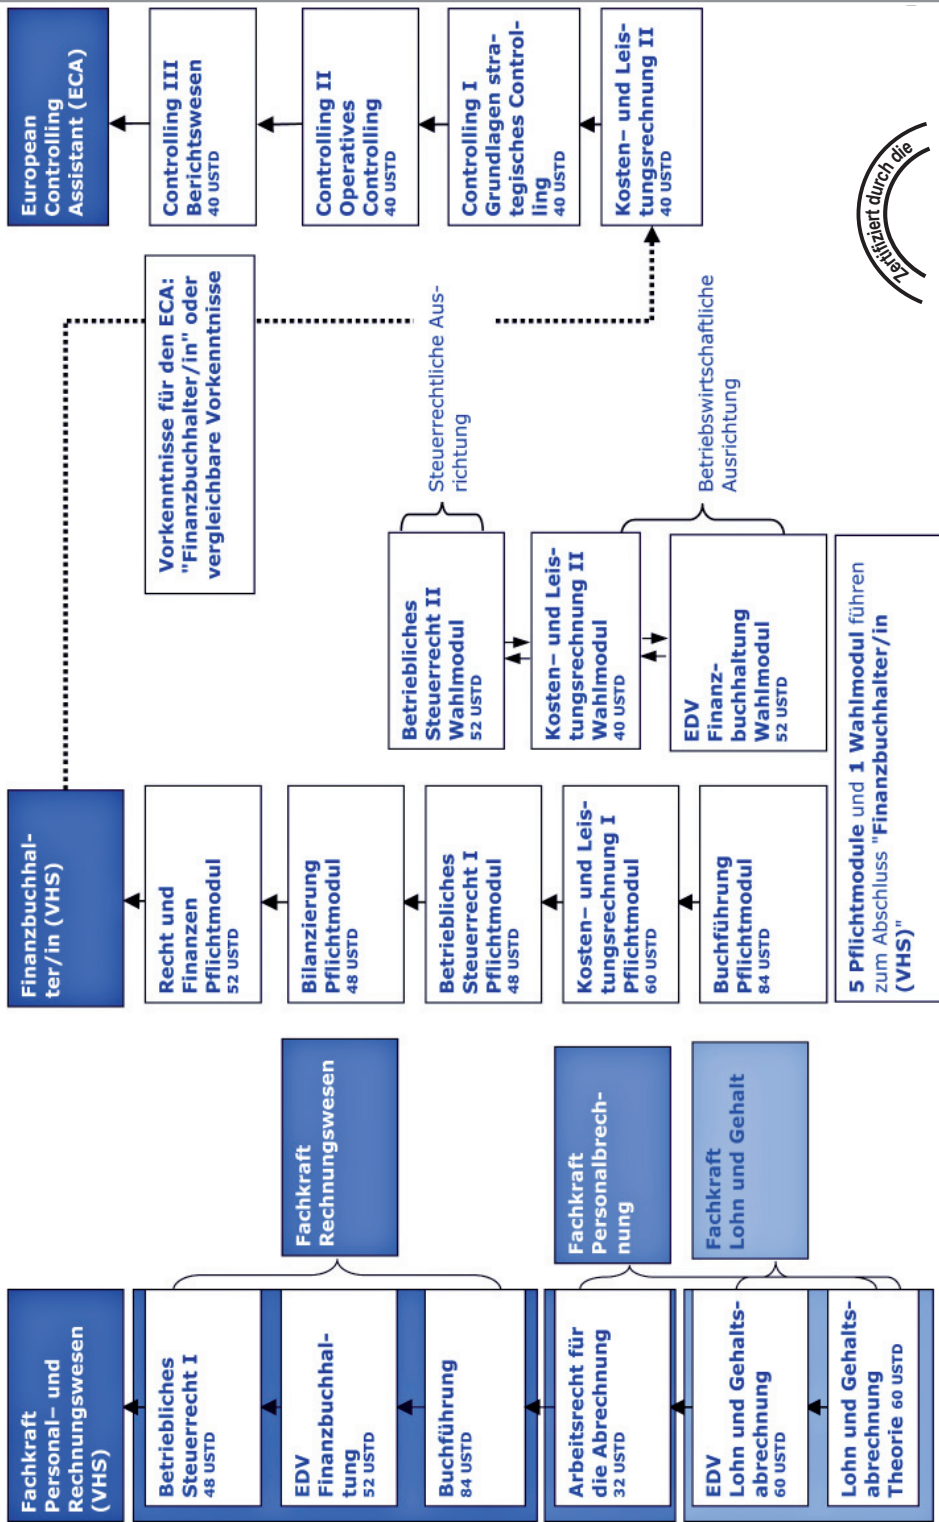 Fachkraft
Personal– und
Rechnungswesen
(VHS)
Betriebliches
Steuerrecht I
48 USTD
EDV
Finanzbuchhal-
tung
52 USTD
Buchführung
84 USTD
Arbeitsrecht für
die Abrechnung
32 USTD
EDV
Lohn und Gehalts-
abrechnung
60 USTD
Lohn und Gehalts-
abrechnung
Theorie 60 USTD
Fachkraft
Rechnungswesen
Fachkraft
Personalbrech-
nung
Fachkraft
Lohn und Gehalt
Finanzbuchhal-
ter/in (VHS)
Recht und
Finanzen
Pflichtmodul
52 USTD
Bilanzierung
Pflichtmodul
48 USTD
Betriebliches
Steuerrecht I
Pflichtmodul
48 USTD
Kosten– und Leis-
tungsrechnung I
Pflichtmodul
60 USTD
Buchführung
Pflichtmodul
84 USTD
5 Pflichtmodule und 1 Wahlmodul führen
zum Abschluss "Finanzbuchhalter/in
(VHS)"
Betriebliches
Steuerrecht II
Wahlmodul
52 USTD
Kosten– und Leis-
tungsrechnung II
Wahlmodul
40 USTD
EDV
Finanz-
buchhaltung
Wahlmodul
52 USTD
Steuerrechtliche Aus-
richtung
Betriebswirtschaftliche
Ausrichtung
Vorkenntnisse für den ECA:
"Finanzbuchhalter/in" oder
vergleichbare Vorkenntnisse
European
Controlling
Assistant (ECA)
Controlling III
Berichtswesen
40 USTD
Controlling II
Operatives
Controlling
40 USTD
Controlling I
Grundlagen stra-
tegisches Control-
ling
40 USTD
Kosten– und Leis-
tungsrechnung II
40 USTD
Zertifiziert durch die